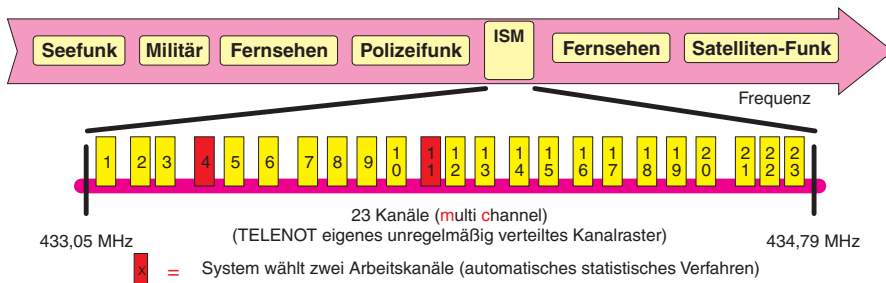 Seefunk Militär Fernsehen Polizeifunk ISM Fernsehen Satelliten-Funk
Frequenz
1 2 3 4 5 6 7 8 9 10 11 12 13 14 15 16 17 18 19 20 21 22 23
23 Kanäle (multi channel)
(TELENOT eigenes unregelmäßig verteiltes Kanalraster)
433,05 MHz 434,79 MHz
x = System wählt zwei Arbeitskanäle (automatisches statistisches Verfahren)